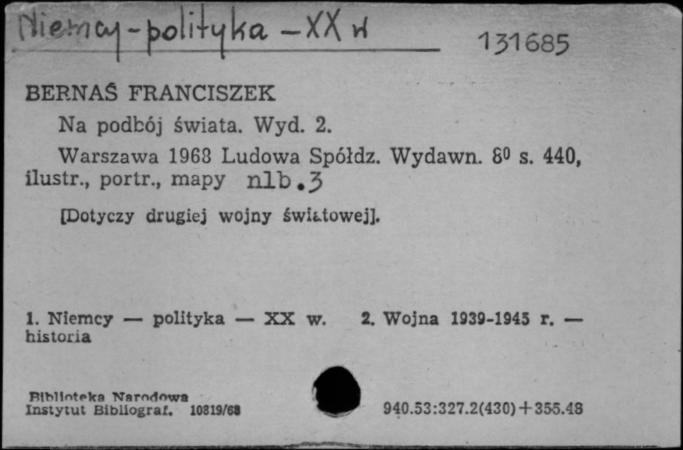 Niemcy - polityka - XX w
131685
BERNAŚ FRANCISZEK
Na podbój świata. Wyd. 2.
Warszawa 1968 Ludowa Spółdz. Wydawn. 8⁰ s. 440,
ilustr., portr., mapy nlb.3
[Dotyczy drugiej wojny światowej].
1. Niemcy — polityka — XX w. 2. Wojna 1939-1945 r. —
historia
Biblioteka Narodowa
Instytut Bibliograf. 10819/68
940.53:327.2(430)+355.48